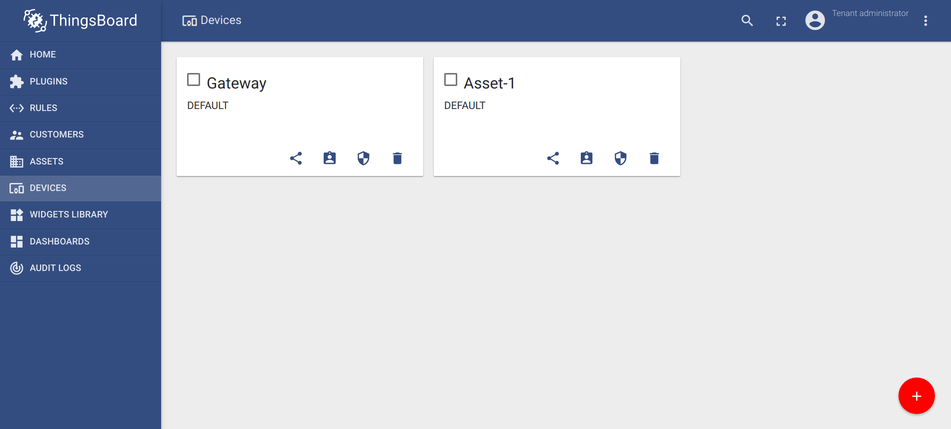 ThingsBoard
Devices
Tenant administrator
HOME
PLUGINS
RULES
CUSTOMERS
ASSETS
DEVICES
WIDGETS LIBRARY
DASHBOARDS
AUDIT LOGS
Gateway
DEFAULT
Asset-1
DEFAULT